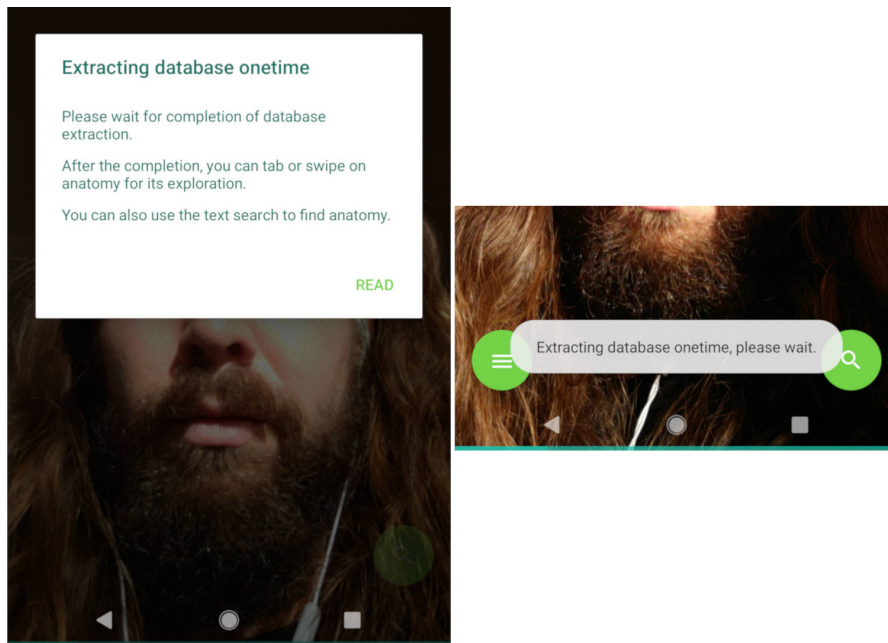 Extracting database onetime
Please wait for completion of database
extraction.
After the completion, you can tab or swipe on
anatomy for its exploration.
You can also use the text search to find anatomy.
READ
Extracting database onetime, please wait.